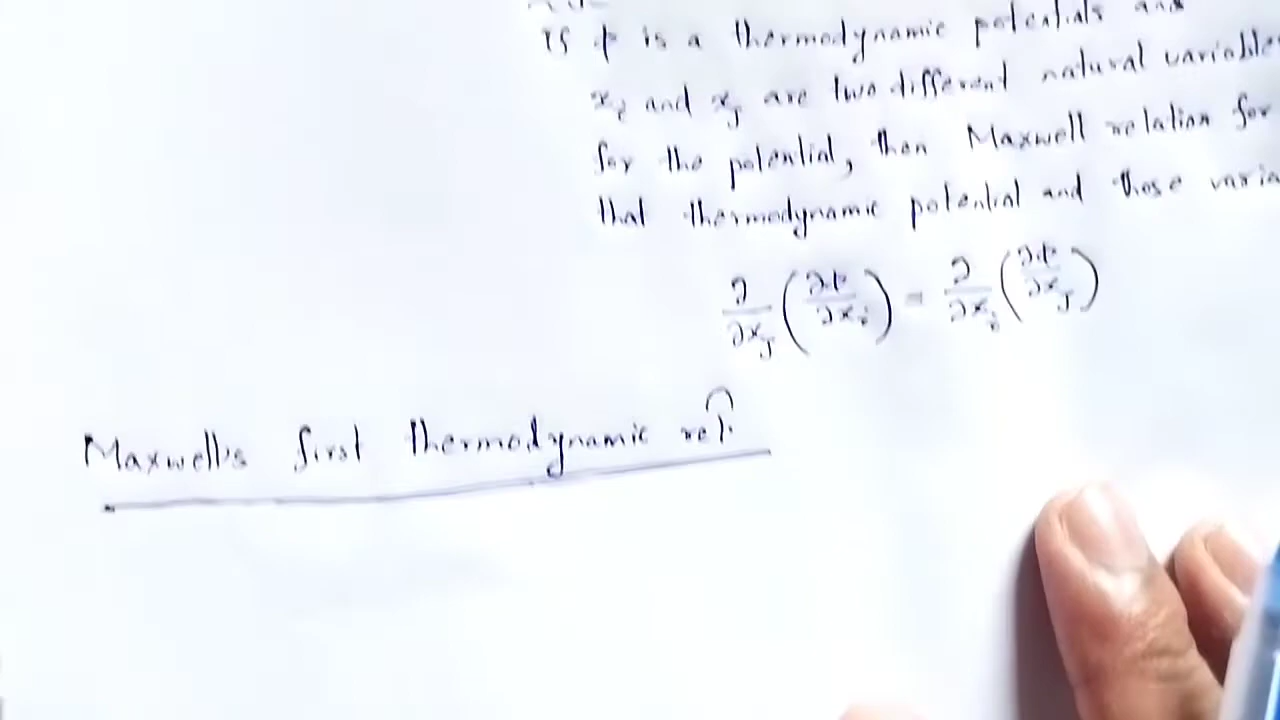 If φ is a thermodynamic potentials and
x_i and x_j are two different natural variables
for the potential, then Maxwell relation for
that thermodynamic potential and those varia
∂/∂x_j (∂φ/∂x_i) = ∂/∂x_i (∂φ/∂x_j)
Maxwell's first thermodynamic rel.